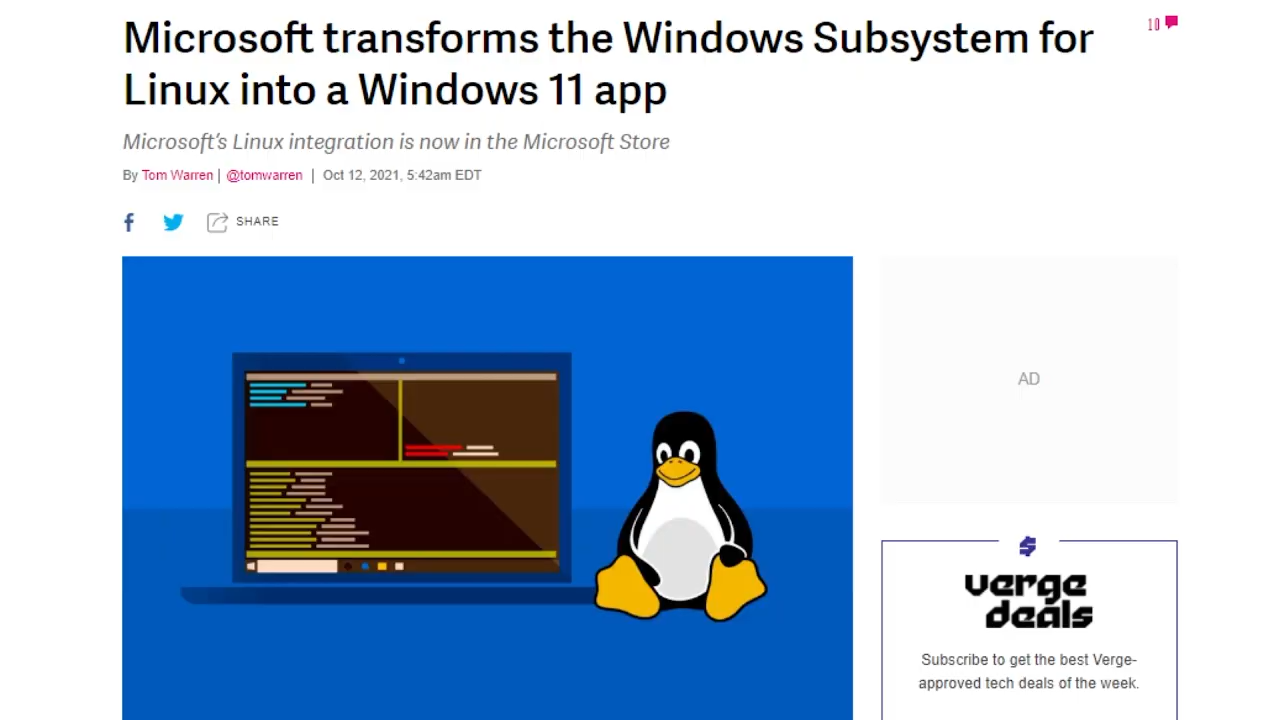 Microsoft transforms the Windows Subsystem for
Linux into a Windows 11 app
10
Microsoft's Linux integration is now in the Microsoft Store
By Tom Warren | @tomwarren | Oct 12, 2021, 5:42am EDT
SHARE
AD
verge
deals
Subscribe to get the best Verge-
approved tech deals of the week.